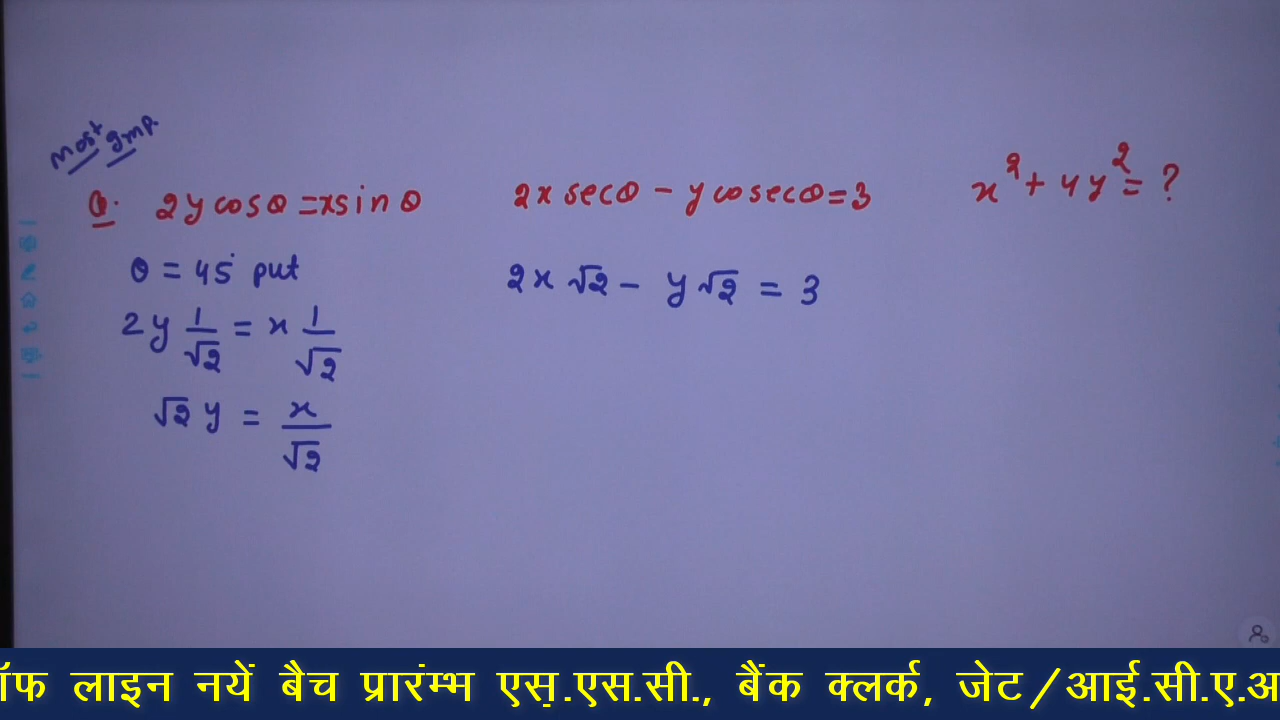 Most Imp.
Q. 2y cosθ = x sin θ 2x secθ - y cosecθ = 3 x² + 4y² = ?
θ = 45° put 2x √2 - y √2 = 3
2y 1/√2 = x 1/√2
√2 y = x/√2
ऑफ लाइन नयें बैच प्रारंम्भ एस.एस.सी., बैंक क्लर्क, जेट/आई.सी.ए.आ